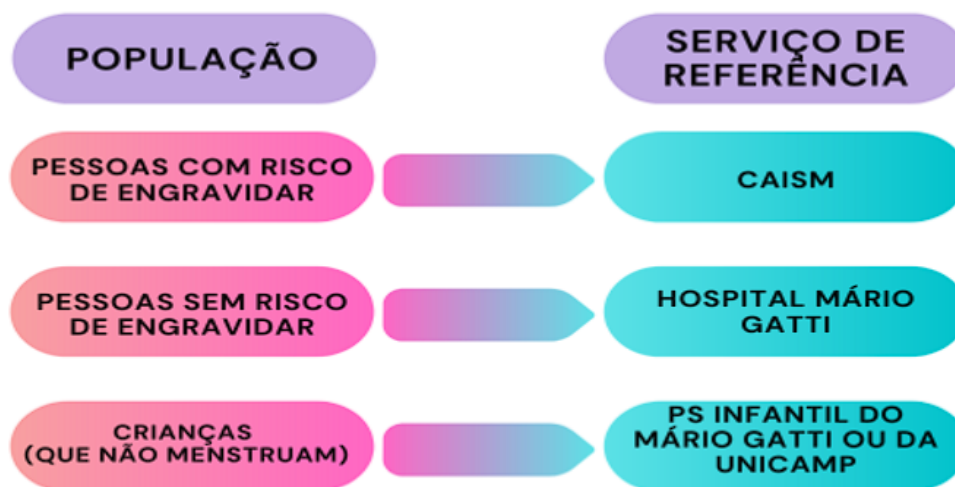 POPULAÇÃO
SERVIÇO DE
REFERÊNCIA
PESSOAS COM RISCO
DE ENGRAVIDAR
CAISM
PESSOAS SEM RISCO
DE ENGRAVIDAR
HOSPITAL MÁRIO
GATTI
CRIANÇAS
(QUE NÃO MENSTRUAM)
PS INFANTIL DO
MÁRIO GATTI OU DA
UNICAMP